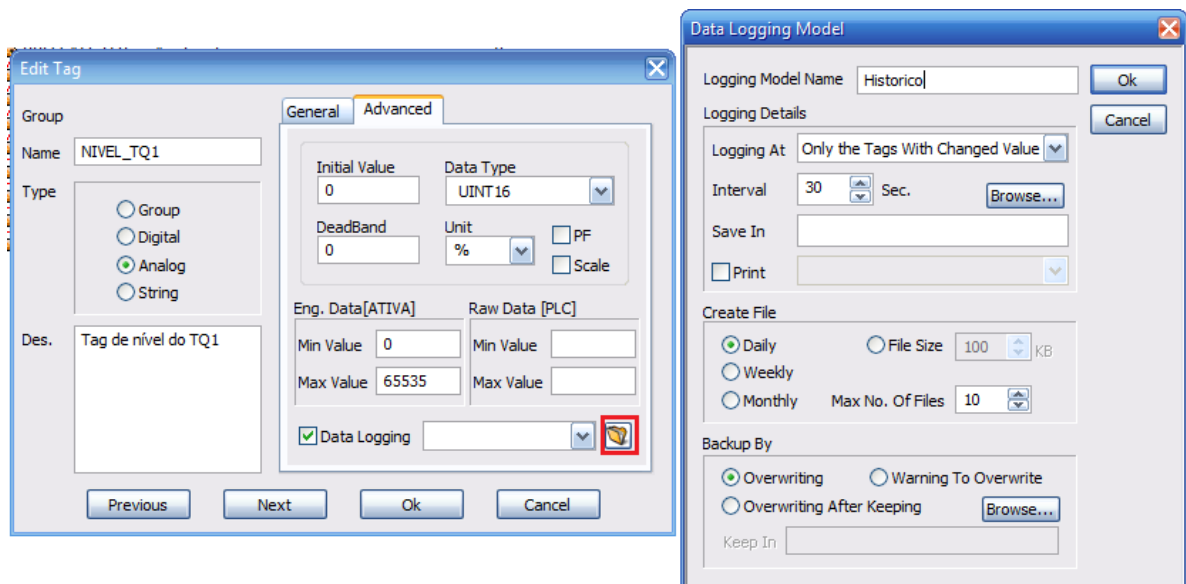 Edit Tag
Group
Name NIVEL_TQ1
Type
Group
Digital
Analog
String
Des. Tag de nível do TQ1
General Advanced
Initial Value Data Type
0 UINT16
DeadBand Unit
0 % PF
Scale
Eng. Data[ATIVA] Raw Data [PLC]
Min Value 0 Min Value
Max Value 65535 Max Value
Data Logging
Previous Next Ok Cancel
Data Logging Model
Logging Model Name Historico Ok
Logging Details Cancel
Logging At Only the Tags With Changed Value
Interval 30 Sec. Browse...
Save In
Print
Create File
Daily File Size 100 KB
Weekly
Monthly Max No. Of Files 10
Backup By
Overwriting Warning To Overwrite
Overwriting After Keeping Browse...
Keep In